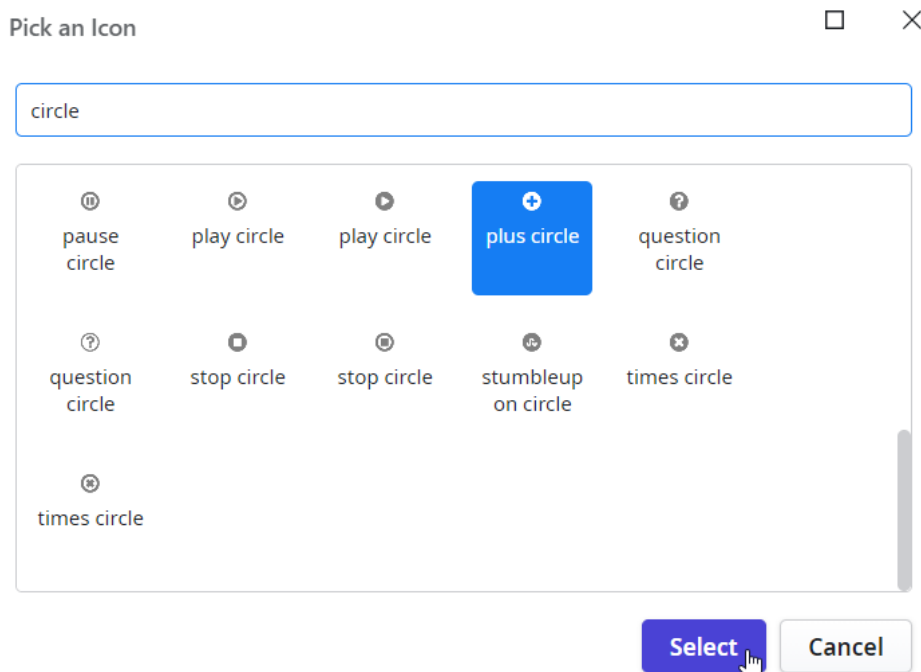 Pick an Icon
circle
pause circle
play circle
play circle
plus circle
question circle
question circle
stop circle
stop circle
stumbleup
on circle
times circle
times circle
Select
Cancel